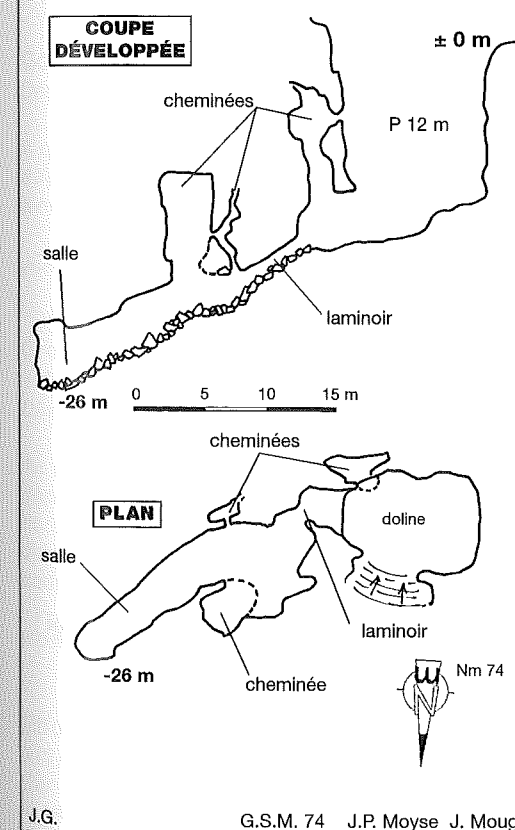 COUPE
DÉVELOPPÉE
± 0 m
cheminées
P 12 m
salle
laminoir
-26 m
0 5 10 15 m
cheminées
PLAN
doline
salle
laminoir
-26 m
cheminée
Nm 74
J.G.
G.S.M. 74 J.P. Moyse J. Moug